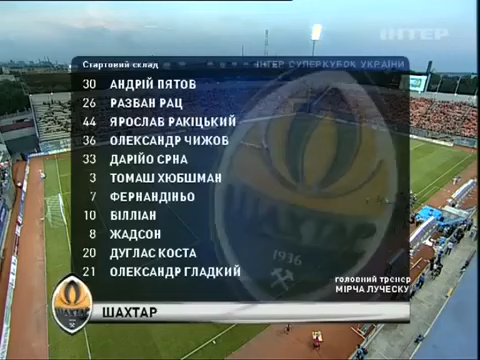 ІНТЕР
Стартовий склад
ІНТЕР СУПЕРКУБОК УКРАЇНИ
30 АНДРІЙ ПЯТОВ
26 РАЗВАН РАЦ
44 ЯРОСЛАВ РАКІЦЬКИЙ
36 ОЛЕКСАНДР ЧИЖОВ
33 ДАРІЙО СРНА
3 ТОМАШ ХЮБШМАН
7 ФЕРНАНДІНЬО
10 ВІЛЛІАН
8 ЖАДСОН
20 ДУГЛАС КОСТА
21 ОЛЕКСАНДР ГЛАДКИЙ
ШАХТАР
1936
головний тренер
МІРЧА ЛУЧЕСКУ
ШАХТАР
ШАХТАР